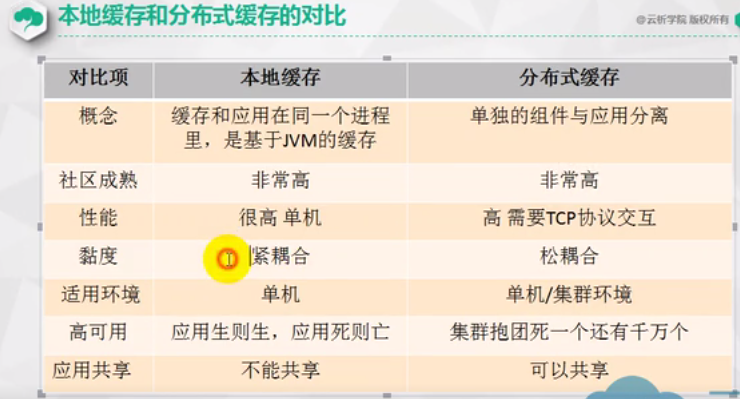 本地缓存和分布式缓存的对比
@云析学院 版权所有
对比项 本地缓存 分布式缓存
概念 缓存和应用在同一个进程 单独的组件与应用分离
里，是基于JVM的缓存
社区成熟 非常高 非常高
性能 很高 单机 高 需要TCP协议交互
黏度 紧耦合 松耦合
适用环境 单机 单机/集群环境
高可用 应用生则生，应用死则亡 集群抱团死一个还有千万个
应用共享 不能共享 可以共享